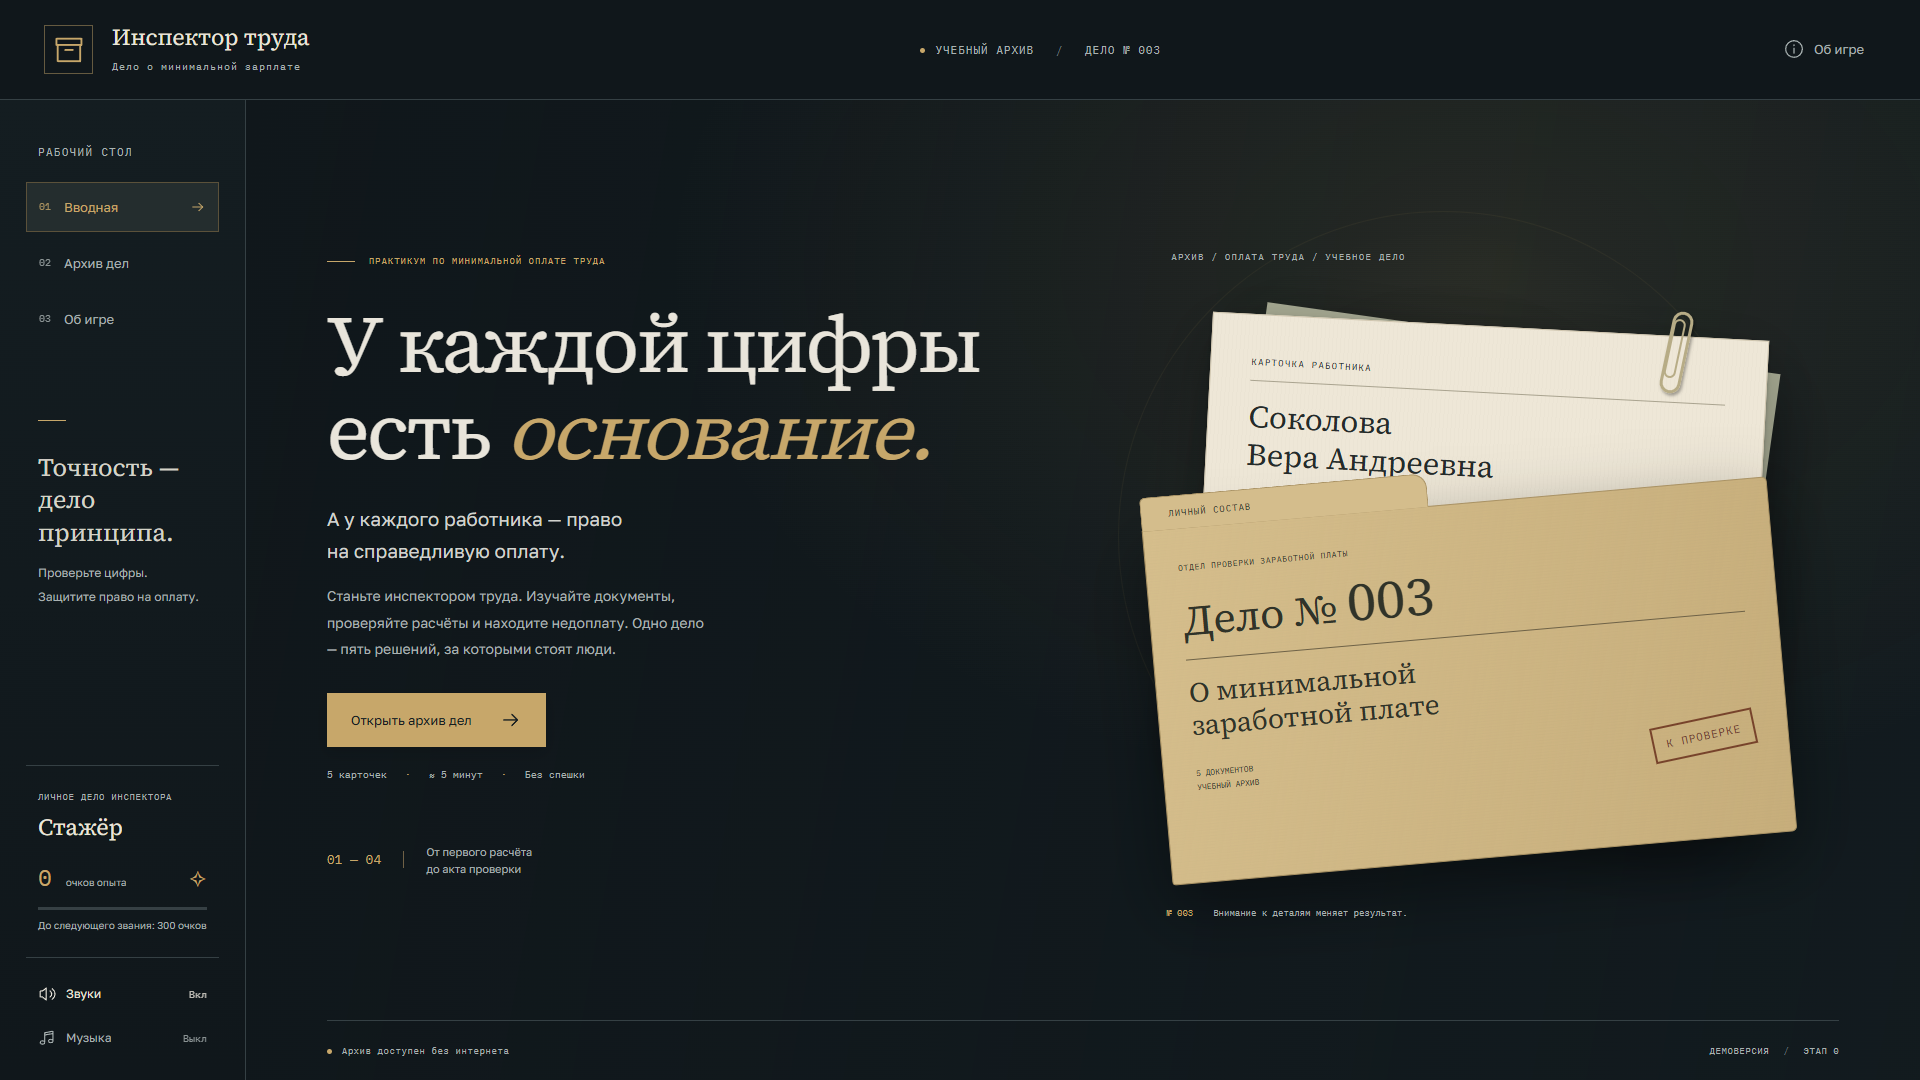 Инспектор труда
Дело о минимальной зарплате
УЧЕБНЫЙ АРХИВ / ДЕЛО № 003
Об игре
РАБОЧИЙ СТОЛ
01 Вводная
02 Архив дел
03 Об игре
Точность —
дело
принципа.
Проверьте цифры.
Защитите право на оплату.
ЛИЧНОЕ ДЕЛО ИНСПЕКТОРА
Стажёр
0 очков опыта
До следующего звания: 300 очков
Звуки Вкл
Музыка Выкл
ПРАКТИКУМ ПО МИНИМАЛЬНОЙ ОПЛАТЕ ТРУДА
У каждой цифры
есть основание.
А у каждого работника — право
на справедливую оплату.
Станьте инспектором труда. Изучайте документы,
проверяйте расчёты и находите недоплату. Одно дело
— пять решений, за которыми стоят люди.
Открыть архив дел
5 карточек · ≈ 5 минут · Без спешки
01 — 04
От первого расчёта
до акта проверки
АРХИВ / ОПЛАТА ТРУДА / УЧЕБНОЕ ДЕЛО
КАРТОЧКА РАБОТНИКА
Соколова
Вера Андреевна
ЛИЧНЫЙ СОСТАВ
ОТДЕЛ ПРОВЕРКИ ЗАРАБОТНОЙ ПЛАТЫ
Дело № 003
О минимальной
заработной плате
К ПРОВЕРКЕ
5 ДОКУМЕНТОВ
УЧЕБНЫЙ АРХИВ
№ 003 Внимание к деталям меняет результат.
Архив доступен без интернета
ДЕМОВЕРСИЯ / ЭТАП 0